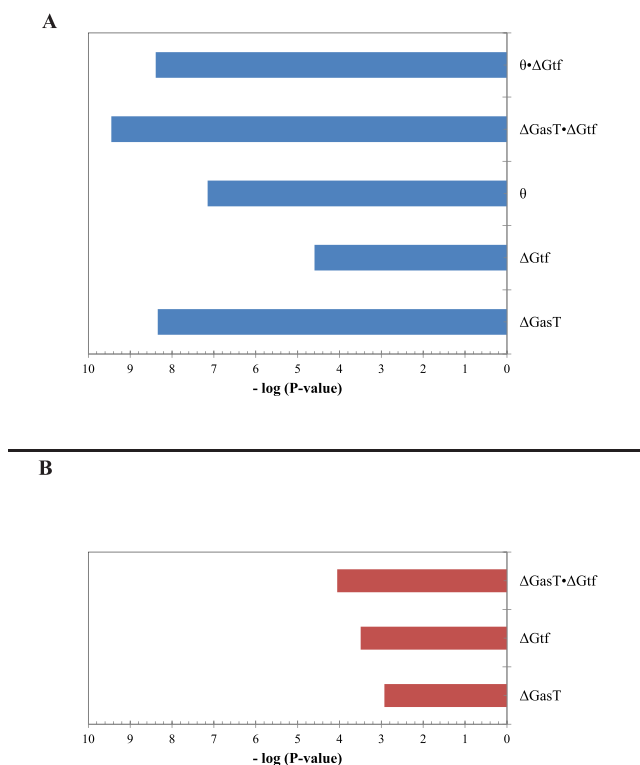 A
θ•ΔGtf
ΔGasT•ΔGtf
θ
ΔGtf
ΔGasT
10 9 8 7 6 5 4 3 2 1 0
- log (P-value)
B
ΔGasT•ΔGtf
ΔGtf
ΔGasT
10 9 8 7 6 5 4 3 2 1 0
- log (P-value)